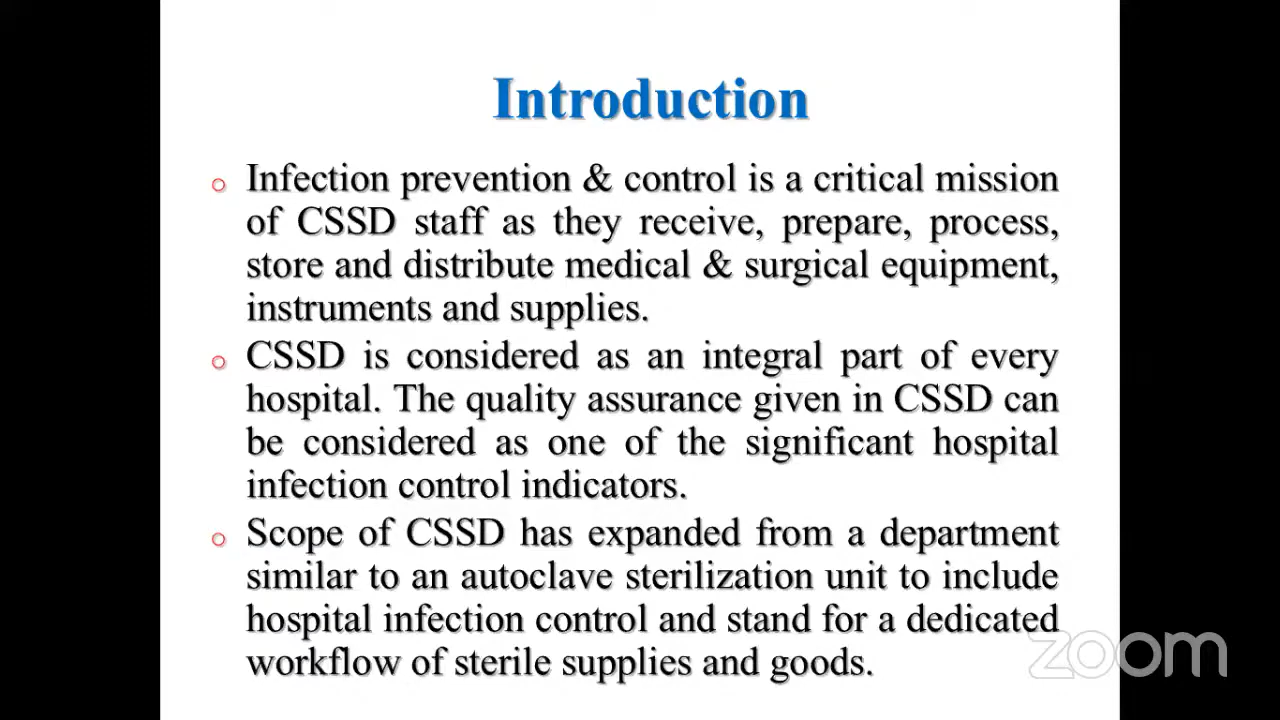 Introduction
Infection prevention & control is a critical mission
of CSSD staff as they receive, prepare, process,
store and distribute medical & surgical equipment,
instruments and supplies.
CSSD is considered as an integral part of every
hospital. The quality assurance given in CSSD can
be considered as one of the significant hospital
infection control indicators.
Scope of CSSD has expanded from a department
similar to an autoclave sterilization unit to include
hospital infection control and stand for a dedicated
workflow of sterile supplies and goods.
zoom